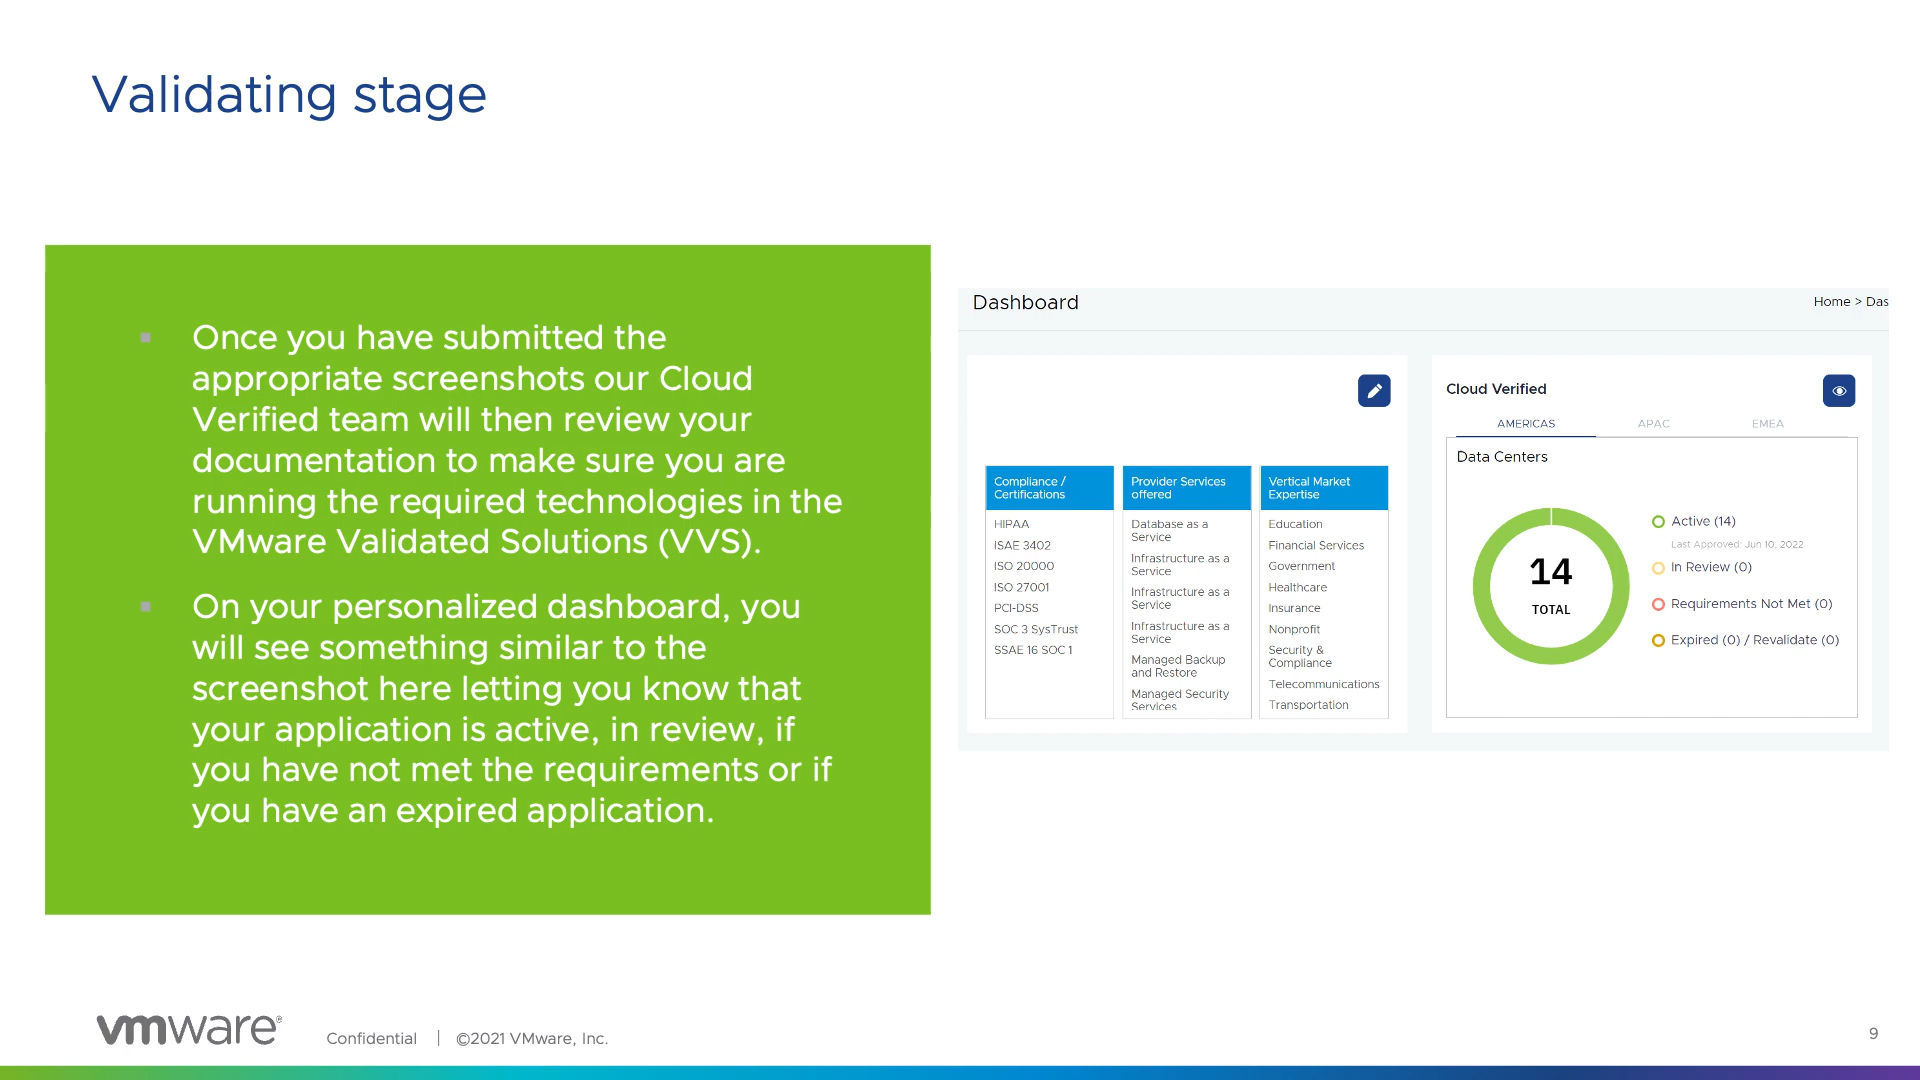 Validating stage
Once you have submitted the
appropriate screenshots our Cloud
Verified team will then review your
documentation to make sure you are
running the required technologies in the
VMware Validated Solutions (VVS).
On your personalized dashboard, you
will see something similar to the
screenshot here letting you know that
your application is active, in review, if
you have not met the requirements or if
you have an expired application.
Dashboard
Home > Das
Compliance /
Certifications
HIPAA
ISAE 3402
ISO 20000
ISO 27001
PCI-DSS
SOC 3 SysTrust
SSAE 16 SOC 1
Provider Services
offered
Database as a
Service
Infrastructure as a
Service
Infrastructure as a
Service
Infrastructure as a
Service
Managed Backup
and Restore
Managed Security
Services
Vertical Market
Expertise
Education
Financial Services
Government
Healthcare
Insurance
Nonprofit
Security &
Compliance
Telecommunications
Transportation
Cloud Verified
AMERICAS APAC EMEA
Data Centers
14
TOTAL
Active (14)
Last Approved: Jun 10, 2022
In Review (0)
Requirements Not Met (0)
Expired (0) / Revalidate (0)
vmware®
Confidential | ©2021 VMware, Inc.
9